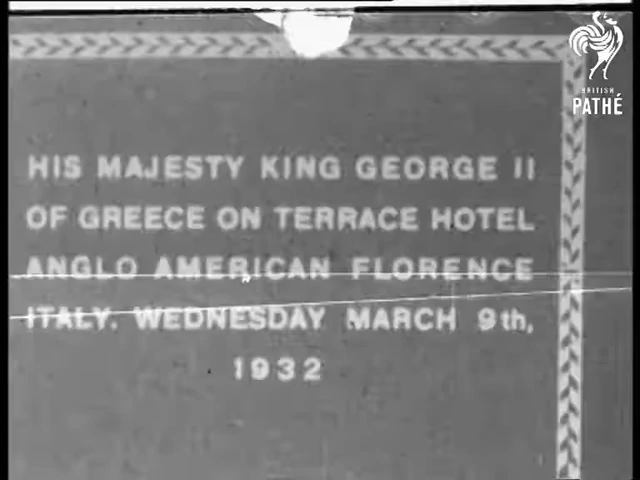 BRITISH
PATHÉ
HIS MAJESTY KING GEORGE II
OF GREECE ON TERRACE HOTEL
ANGLO AMERICAN FLORENCE
ITALY. WEDNESDAY MARCH 9th,
1932